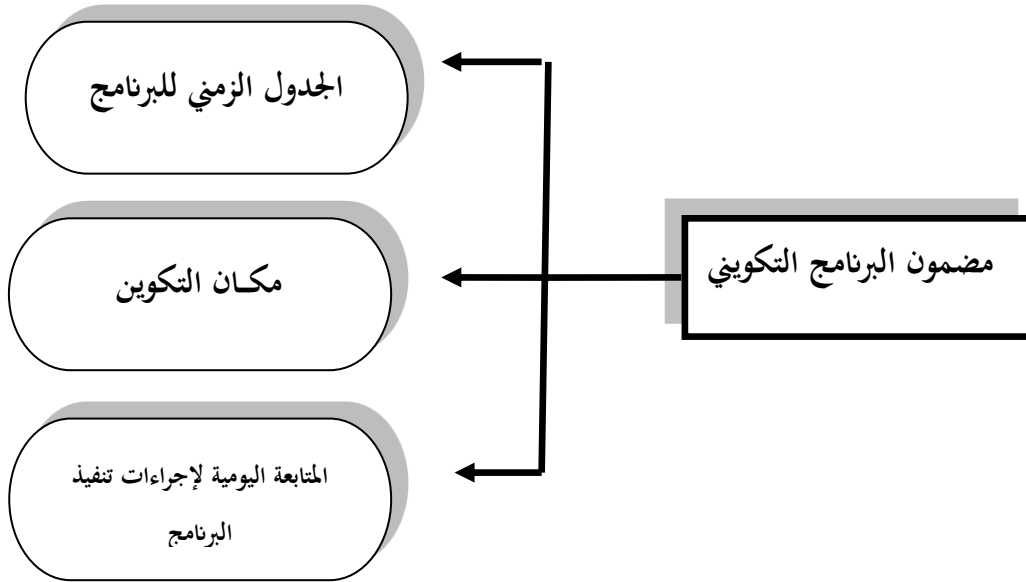 مضمون البرنامج التكويني
الجدول الزمني للبرنامج
مكـان التكوين
المتابعة اليومية لإجراءات تنفيذ
البرنامج